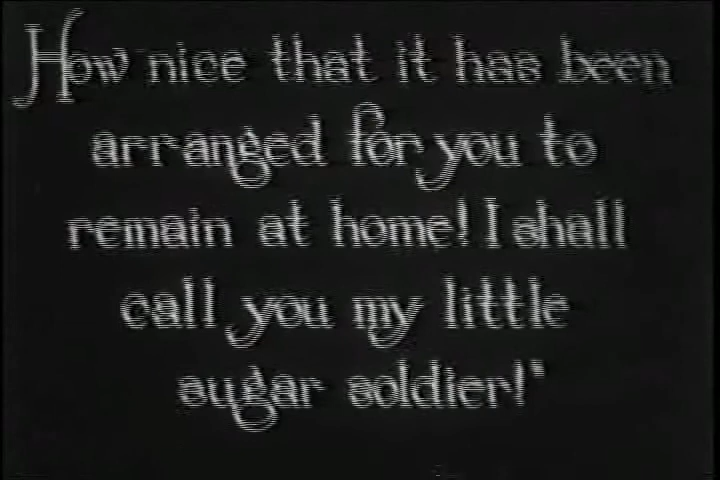 How nice that it has been
arranged for you to
remain at home! I shall
call you my little
sugar soldier!"